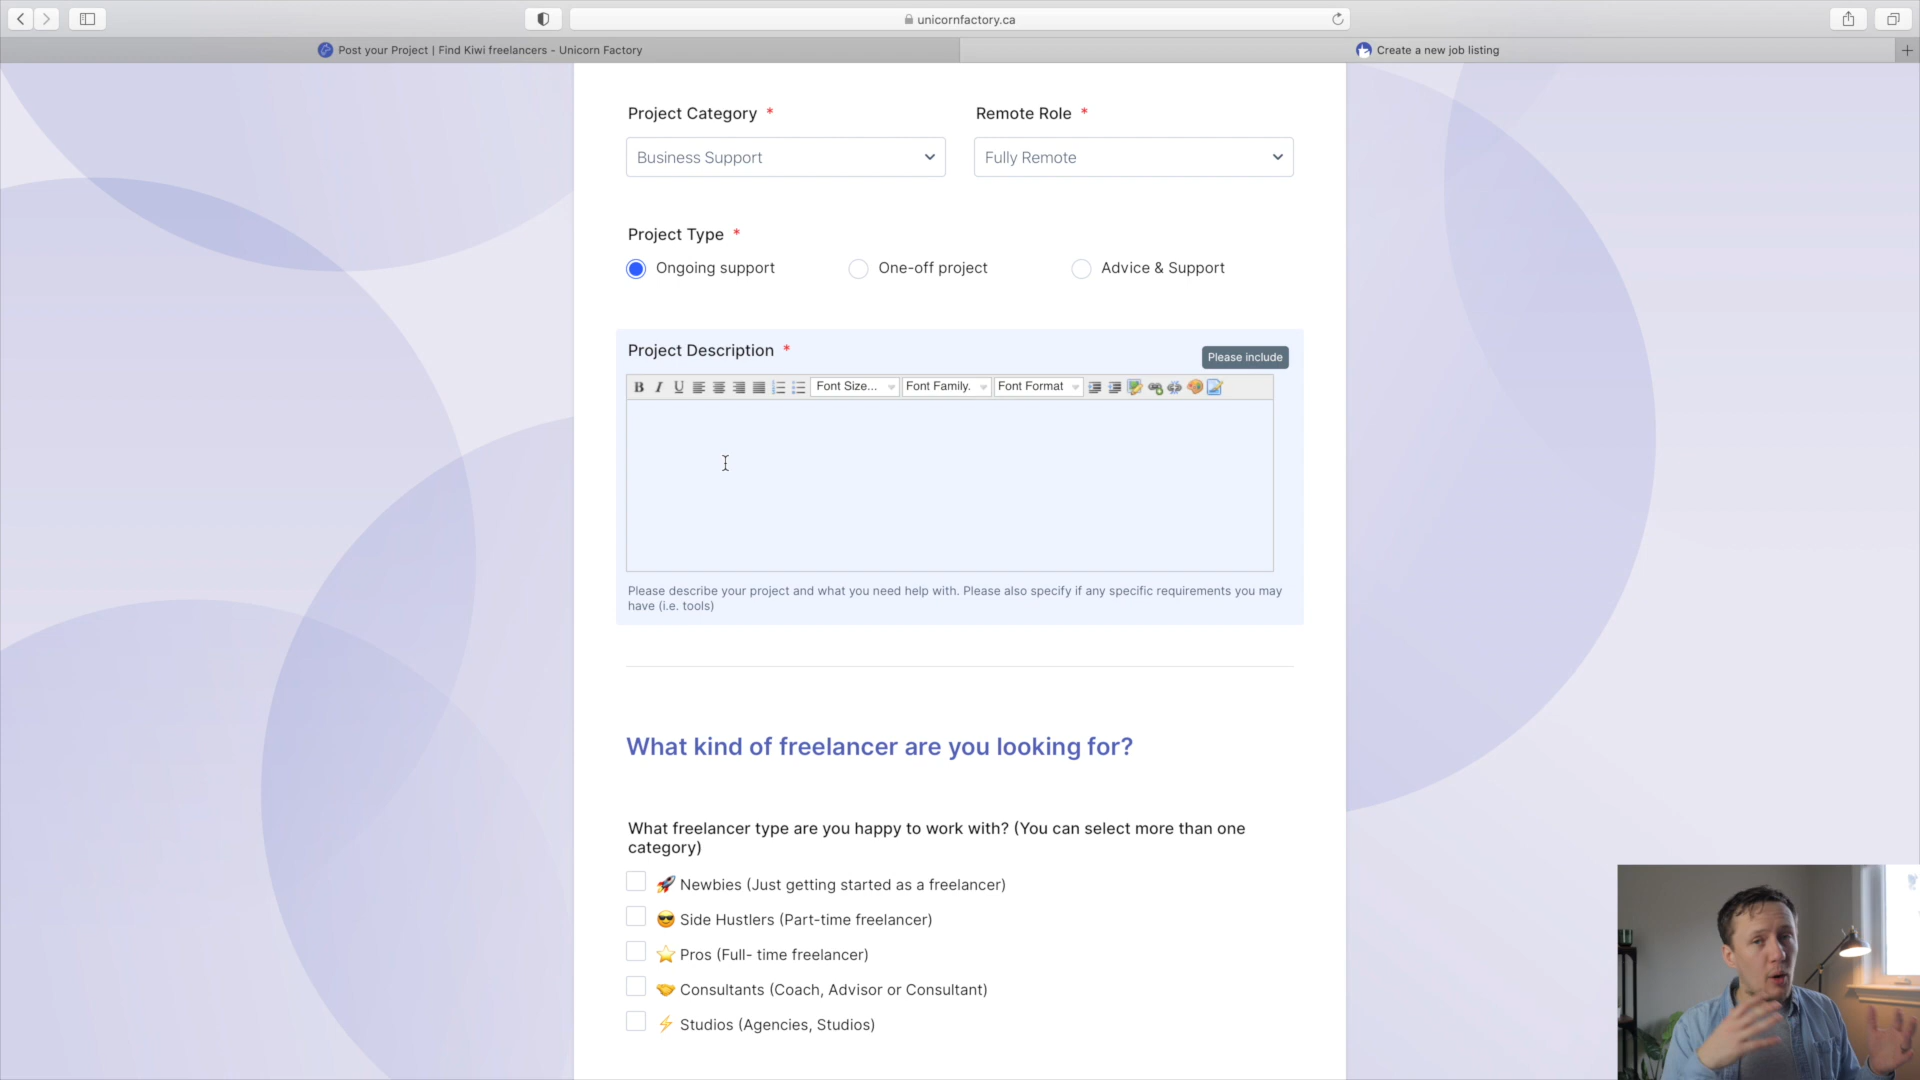 unicornfactory.ca
Post your Project | Find Kiwi freelancers - Unicorn Factory
Create a new job listing
Project Category *
Remote Role *
Business Support
Fully Remote
Project Type *
Ongoing support
One-off project
Advice & Support
Project Description *
Please include
B I U
Font Size...
Font Family.
Font Format
Please describe your project and what you need help with. Please also specify if any specific requirements you may
have (i.e. tools)
What kind of freelancer are you looking for?
What freelancer type are you happy to work with? (You can select more than one
category)
🚀 Newbies (Just getting started as a freelancer)
😎 Side Hustlers (Part-time freelancer)
⭐ Pros (Full- time freelancer)
🤝 Consultants (Coach, Advisor or Consultant)
⚡ Studios (Agencies, Studios)